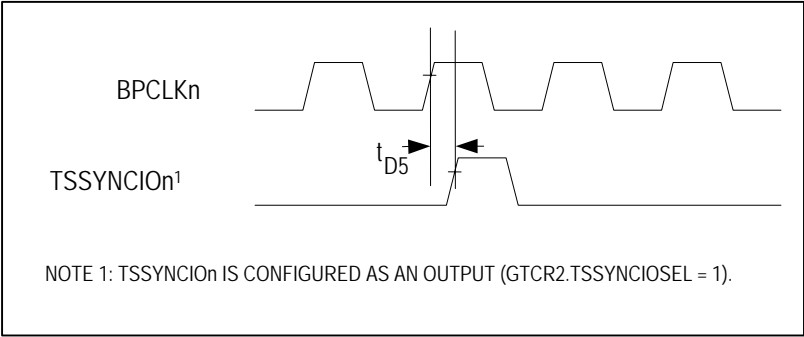 BPCLKn
tD5
TSSYNCIOn¹
NOTE 1: TSSYNCIOn IS CONFIGURED AS AN OUTPUT (GTCR2.TSSYNCIOSEL = 1).